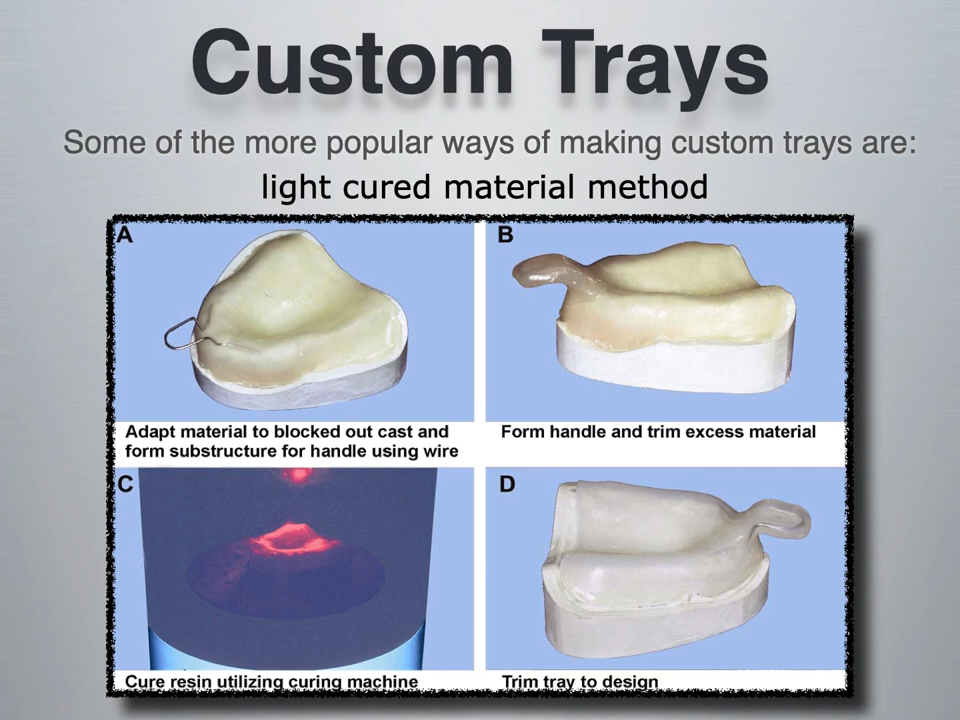 Custom Trays
Some of the more popular ways of making custom trays are:
light cured material method
A
B
Adapt material to blocked out cast and
form substructure for handle using wire
Form handle and trim excess material
C
D
Cure resin utilizing curing machine
Trim tray to design